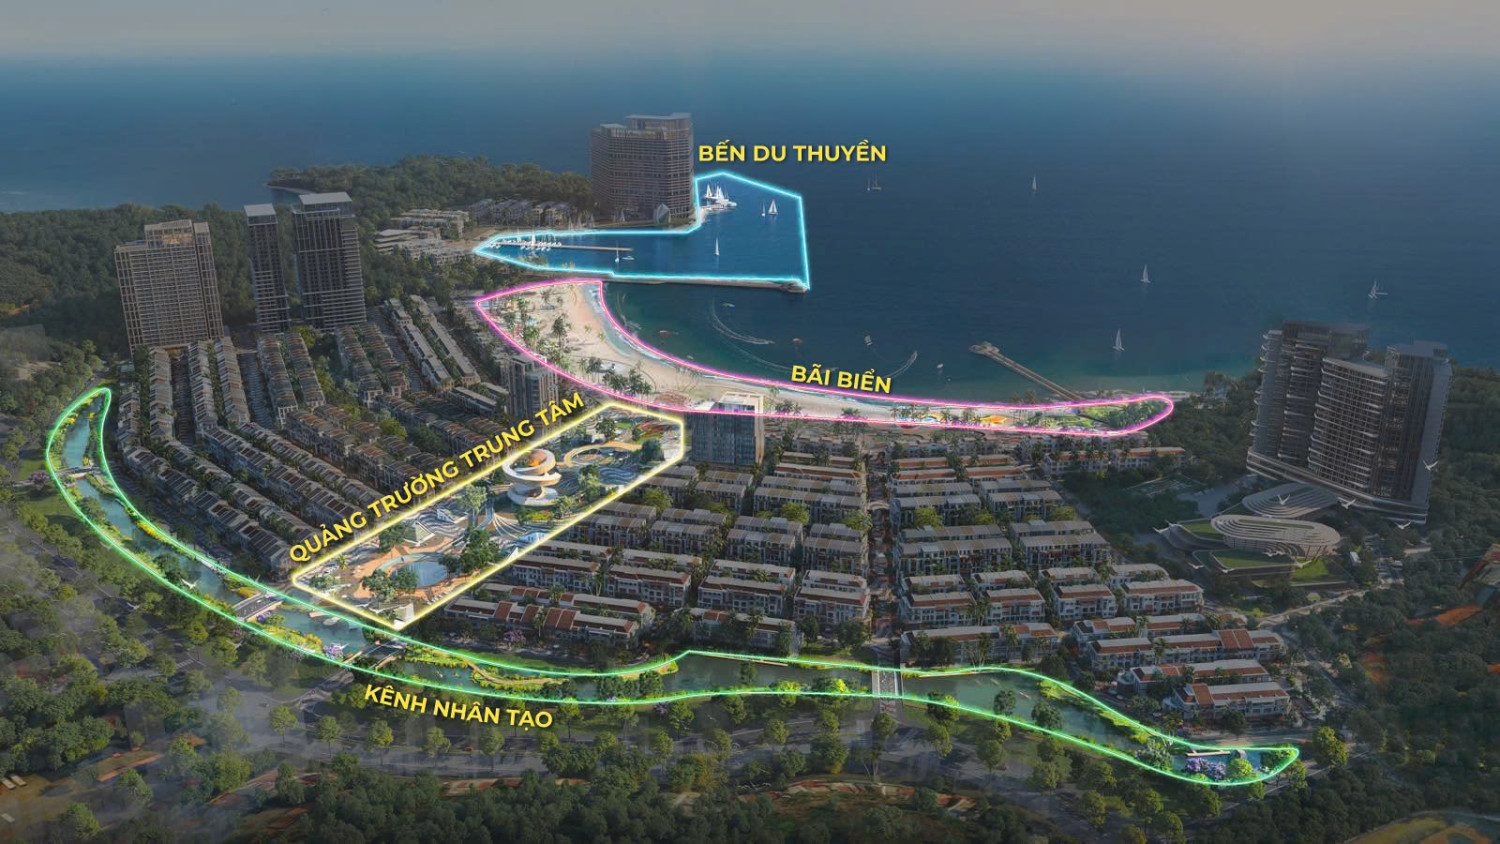 BẾN DU THUYỀN
BÃI BIỂN
QUẢNG TRƯỜNG TRUNG TÂM
KÊNH NHÂN TẠO